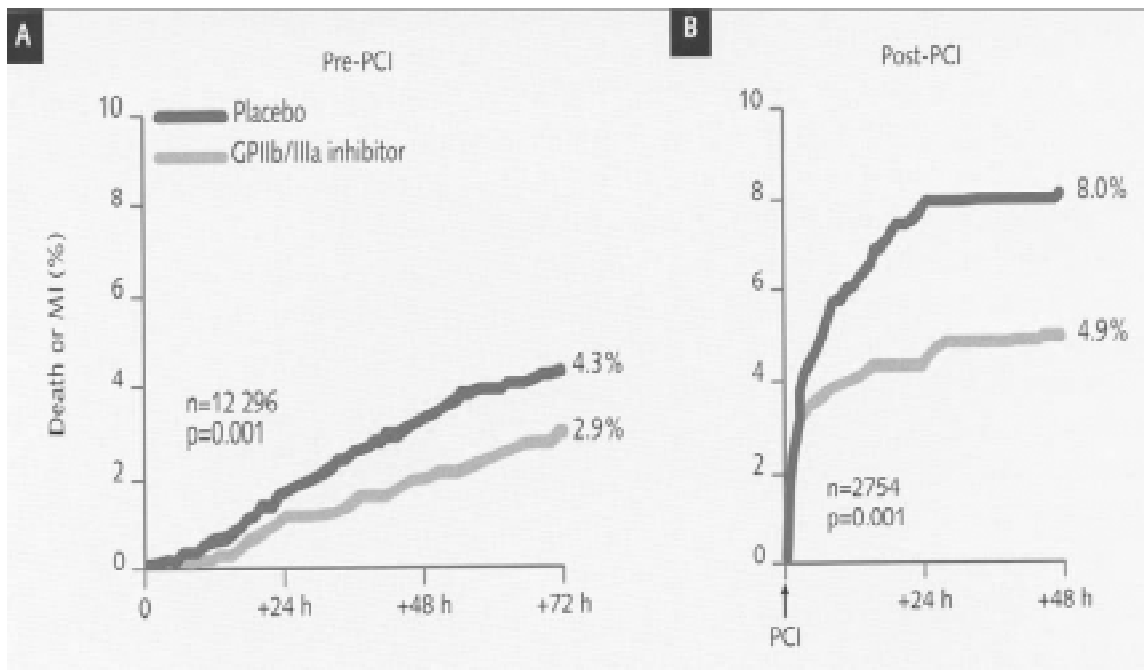 A
Pre-PCI
Placebo
GPIIb/IIIa inhibitor
Death or MI (%)
10
8
6
4
2
0
4.3%
2.9%
n=12 296
p=0.001
0
+24 h
+48 h
+72 h
B
Post-PCI
10
8
6
4
2
0
8.0%
4.9%
n=2754
p=0.001
+24 h
+48 h
PCI